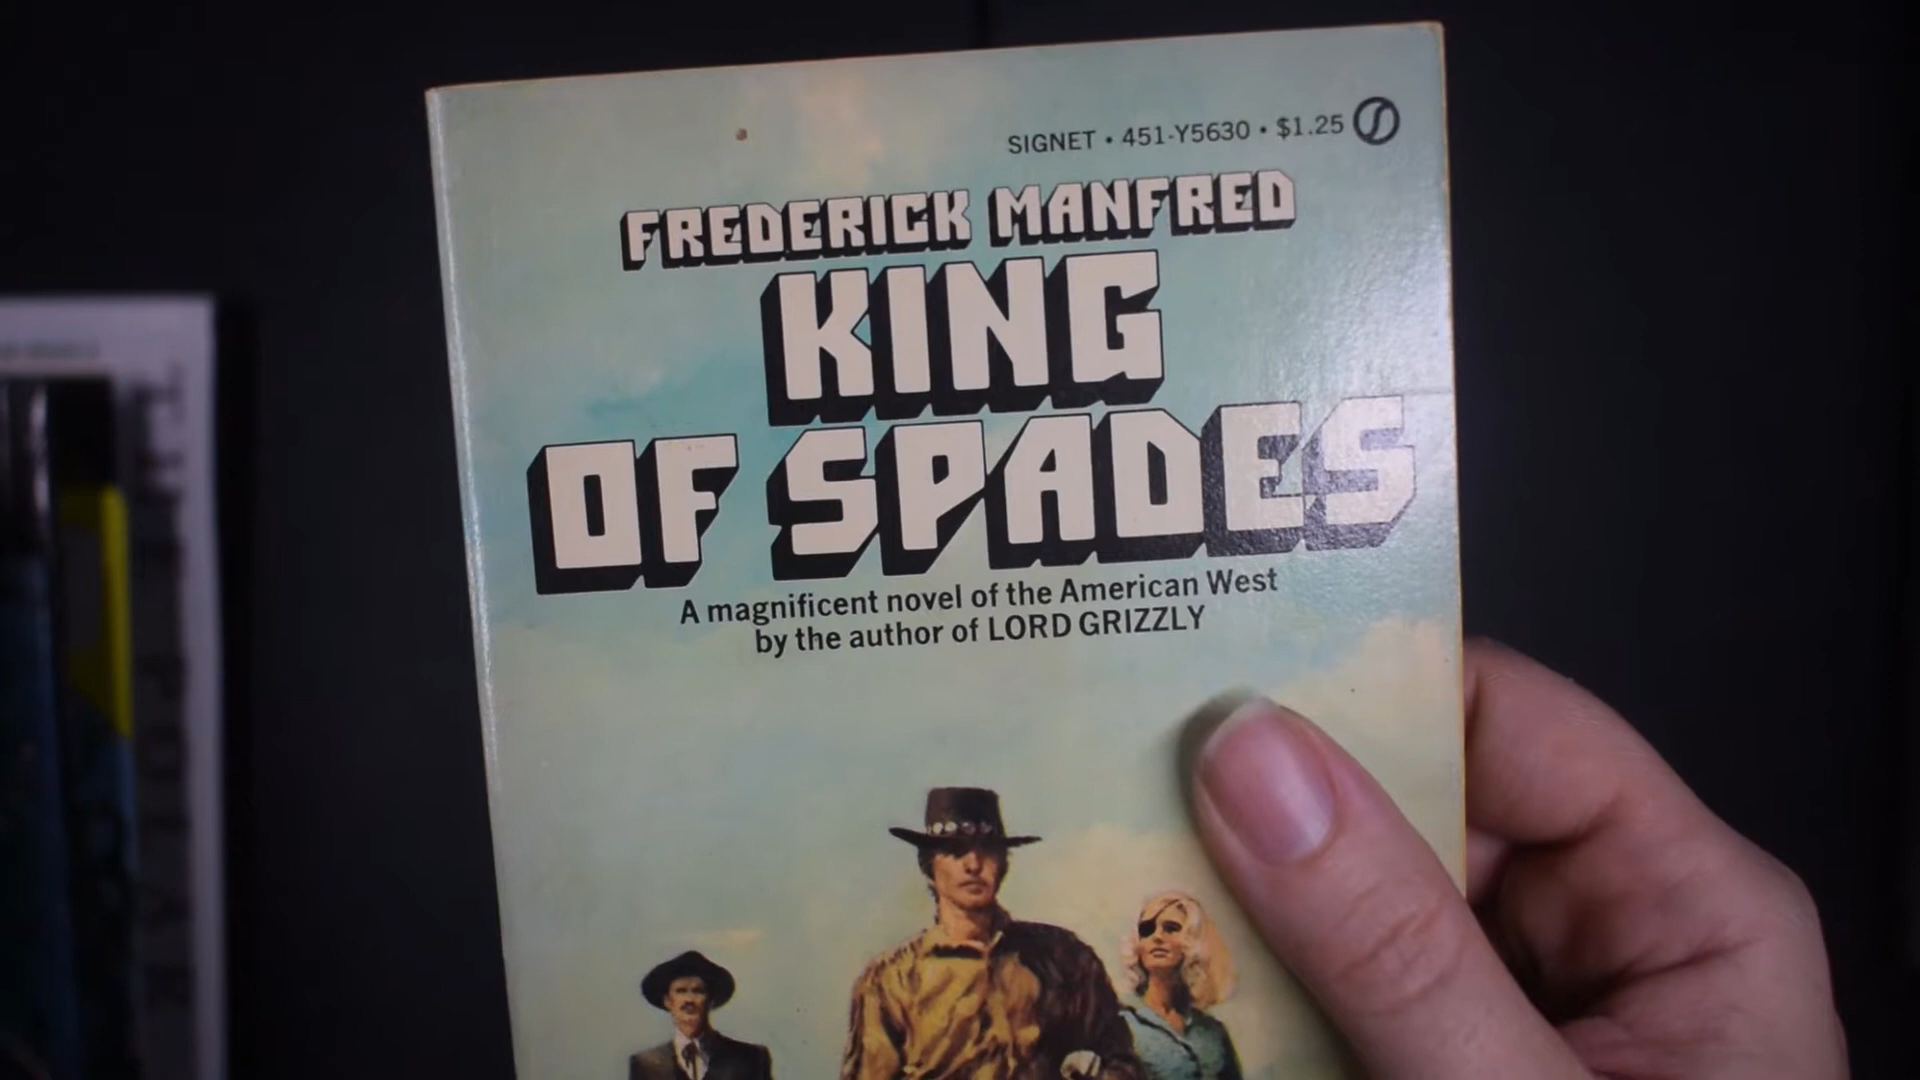 SIGNET • 451-Y5630 • $1.25
FREDERICK MANFRED
KING
OF SPADES
A magnificent novel of the American West
by the author of LORD GRIZZLY